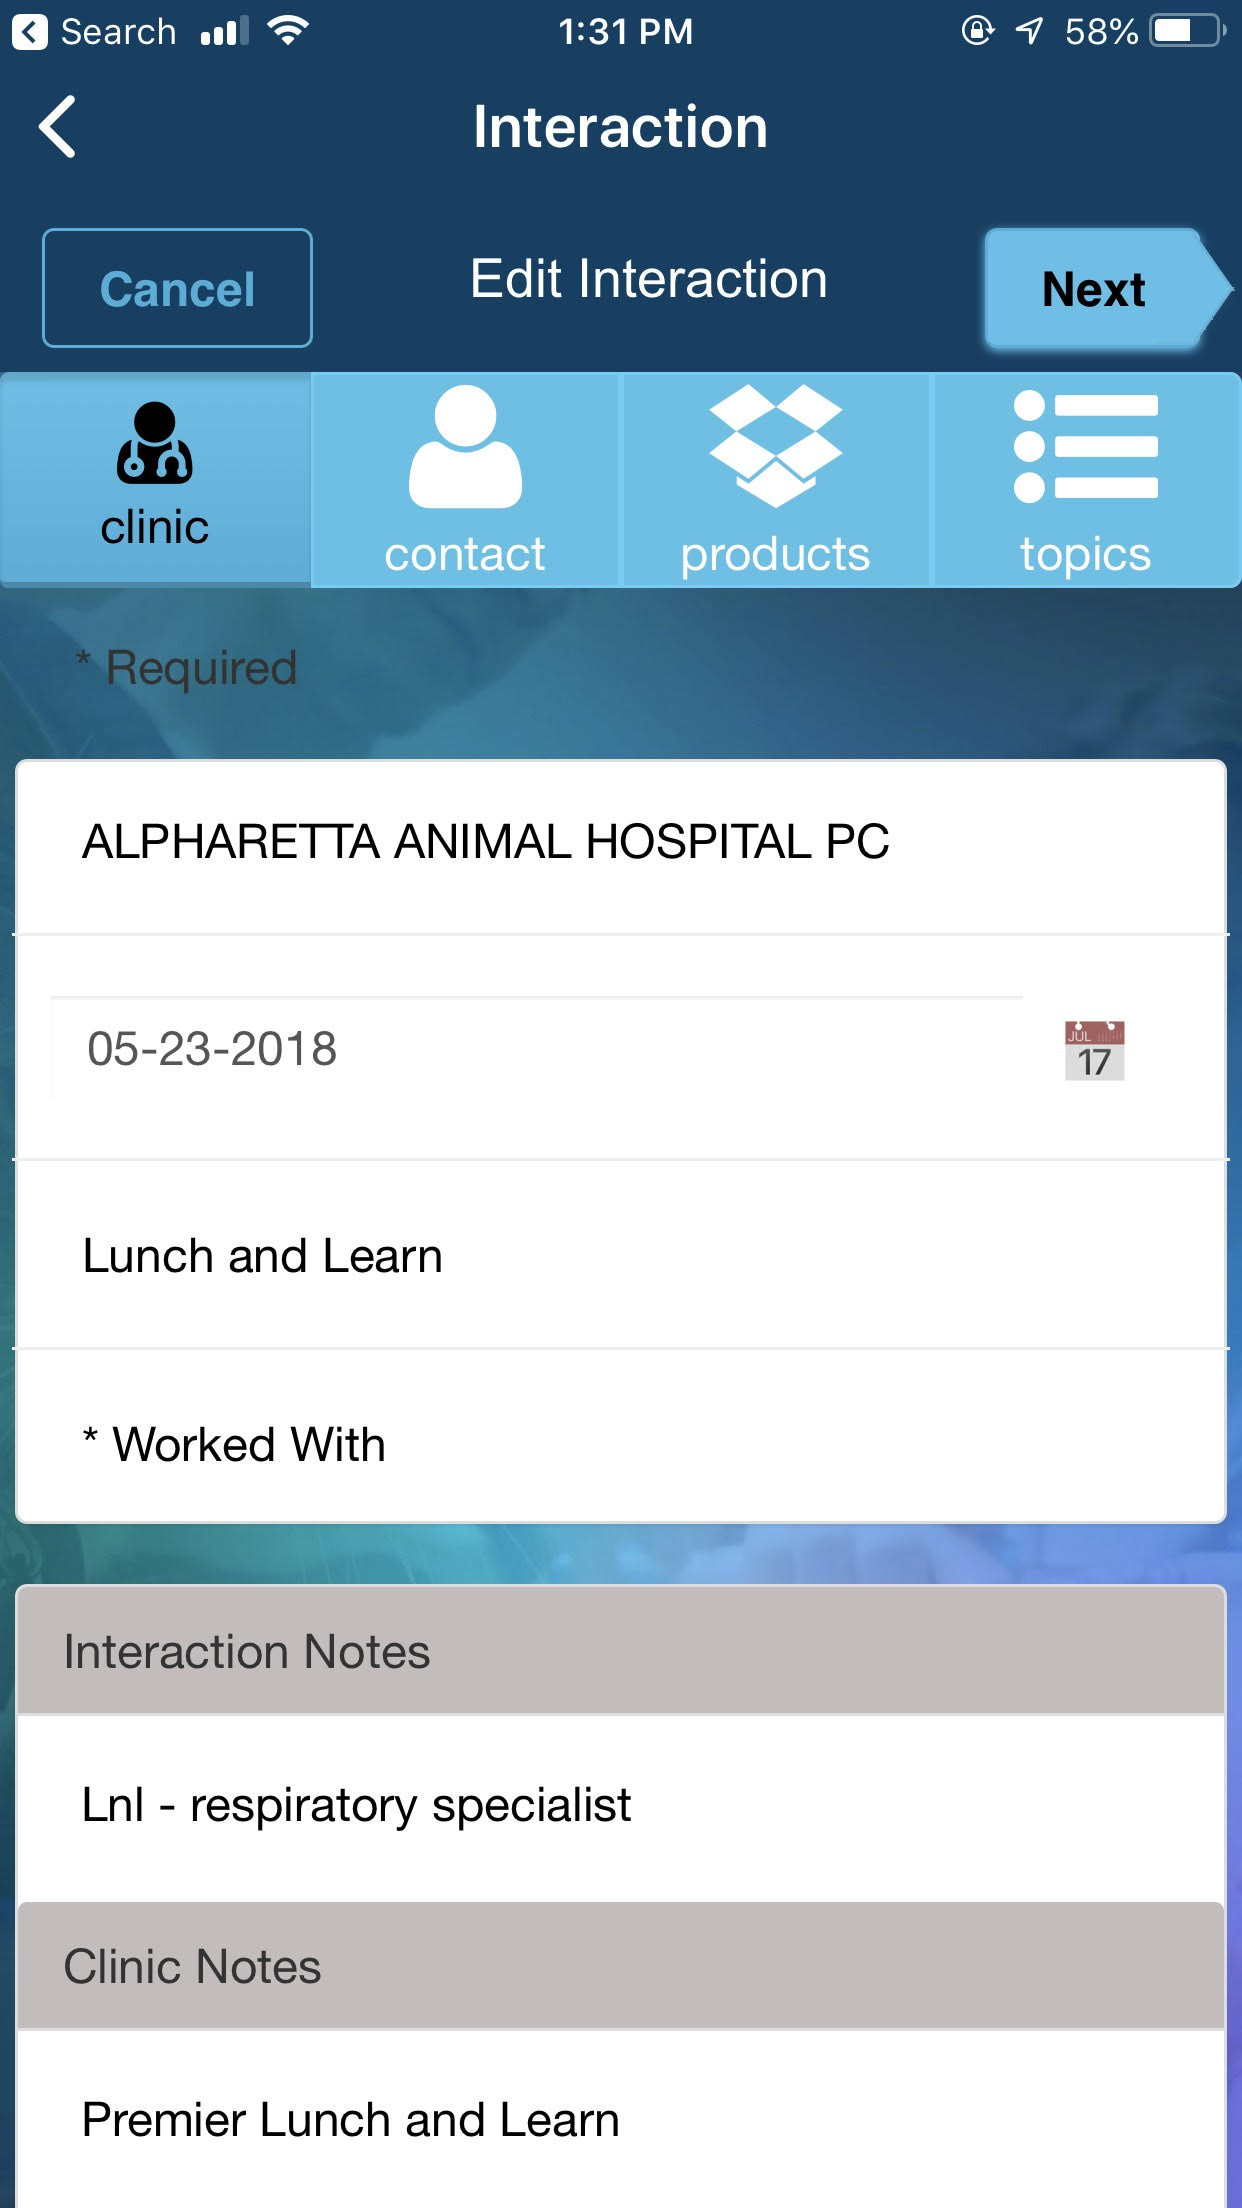 Search 1:31 PM 58%
Interaction
Cancel Edit Interaction Next
clinic contact products topics
* Required
ALPHARETTA ANIMAL HOSPITAL PC
05-23-2018
JUL
17
Lunch and Learn
* Worked With
Interaction Notes
Lnl - respiratory specialist
Clinic Notes
Premier Lunch and Learn